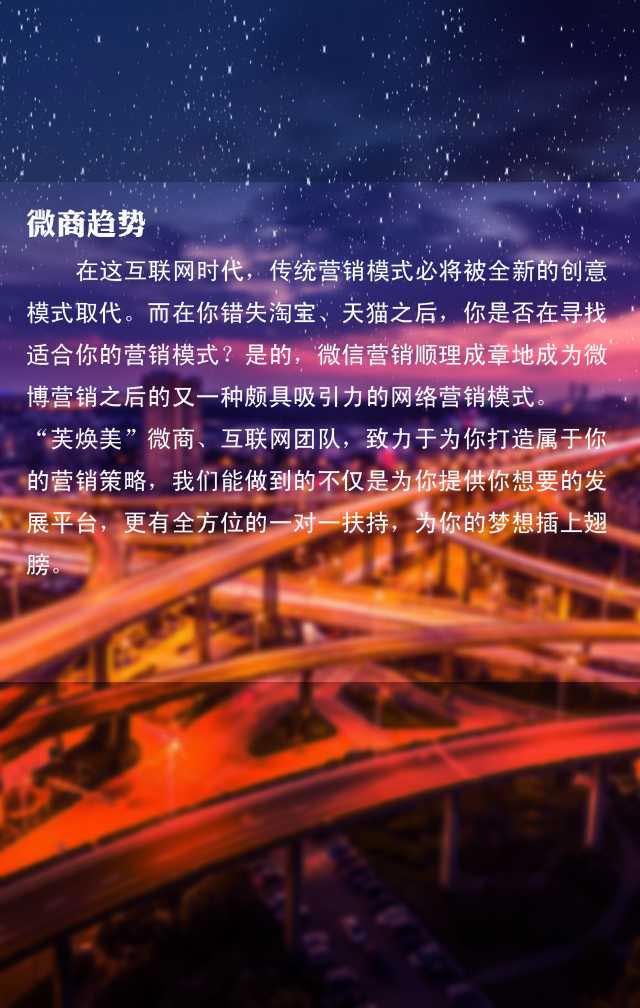 微商趋势
在这互联网时代，传统营销模式必将被全新的创意
模式取代。而在你错失淘宝、天猫之后，你是否在寻找
适合你的营销模式？是的，微信营销顺理成章地成为微
博营销之后的又一种颇具吸引力的网络营销模式。
“芙焕美”微商、互联网团队，致力于为你打造属于你
的营销策略，我们能做到的不仅是为你提供你想要的发
展平台，更有全方位的一对一扶持，为你的梦想插上翅
膀。